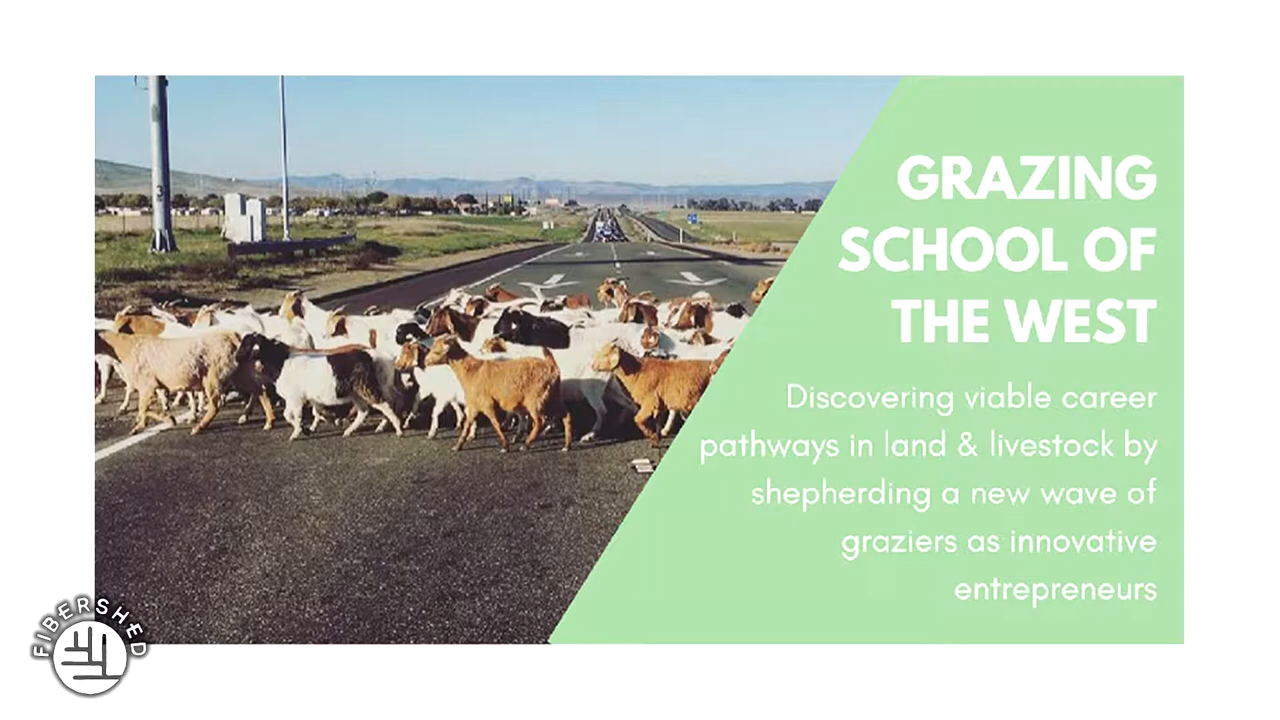 GRAZING
SCHOOL OF
THE WEST
Discovering viable career
pathways in land & livestock by
shepherding a new wave of
graziers as innovative
entrepreneurs
FIBERSHED
3